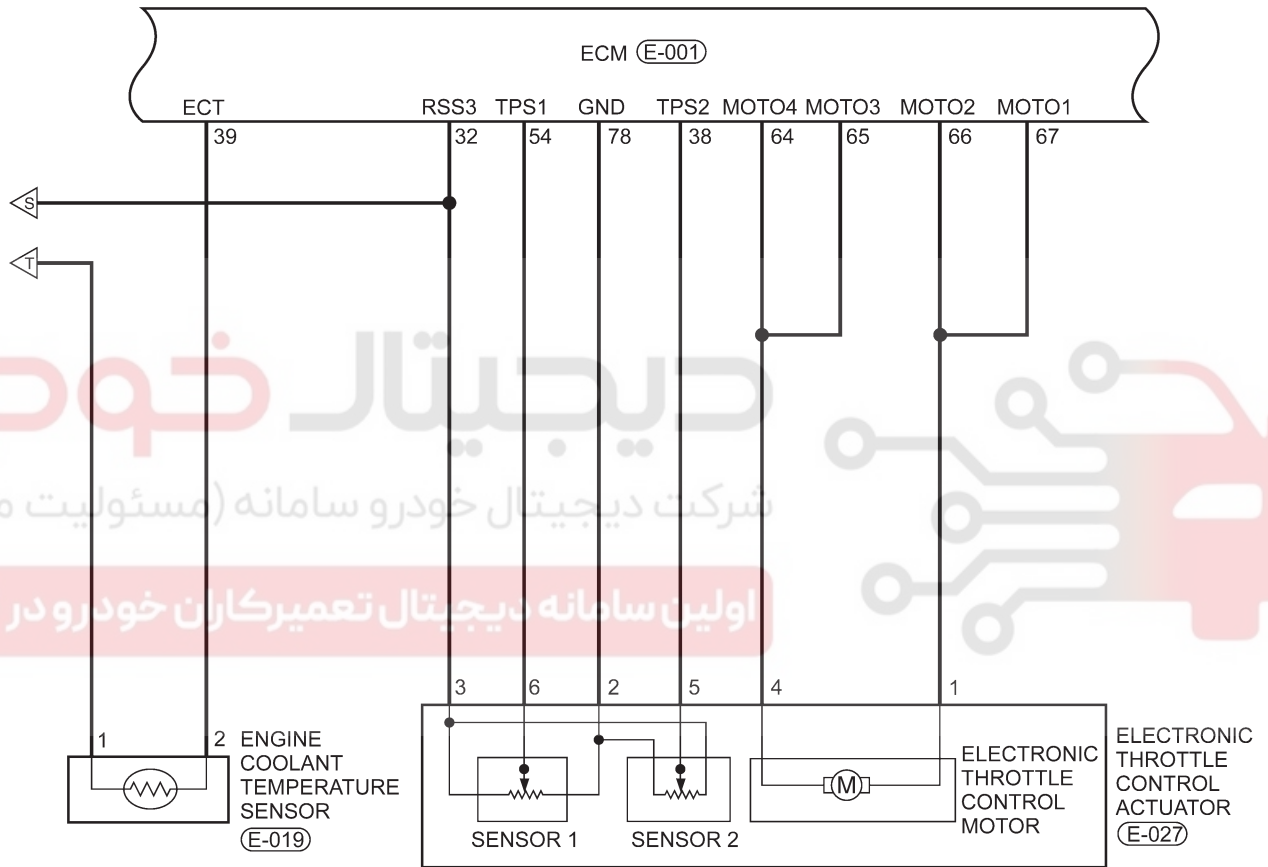 ECM E-001
ECT RSS3 TPS1 GND TPS2 MOTO4 MOTO3 MOTO2 MOTO1
39 32 54 78 38 64 65 66 67
S
T
دیجیتال
شرکت دیجیتال خودرو سامانه (مسئولیت
اولین سامانه دیجیتال تعمیرکاران خودرو در
3 6 2 5 4 1
1 2
ENGINE
COOLANT
TEMPERATURE
SENSOR
E-019
SENSOR 1
SENSOR 2
M
ELECTRONIC
THROTTLE
CONTROL
MOTOR
ELECTRONIC
THROTTLE
CONTROL
ACTUATOR
E-027